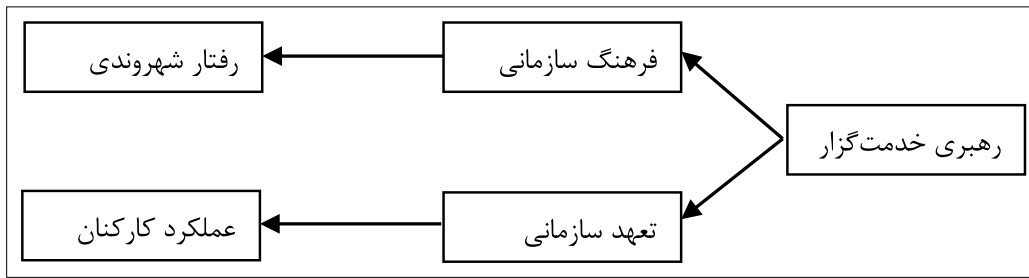 رفتار شهروندی
فرهنگ سازمانی
رهبری خدمت‌گزار
تعهد سازمانی
عملکرد کارکنان